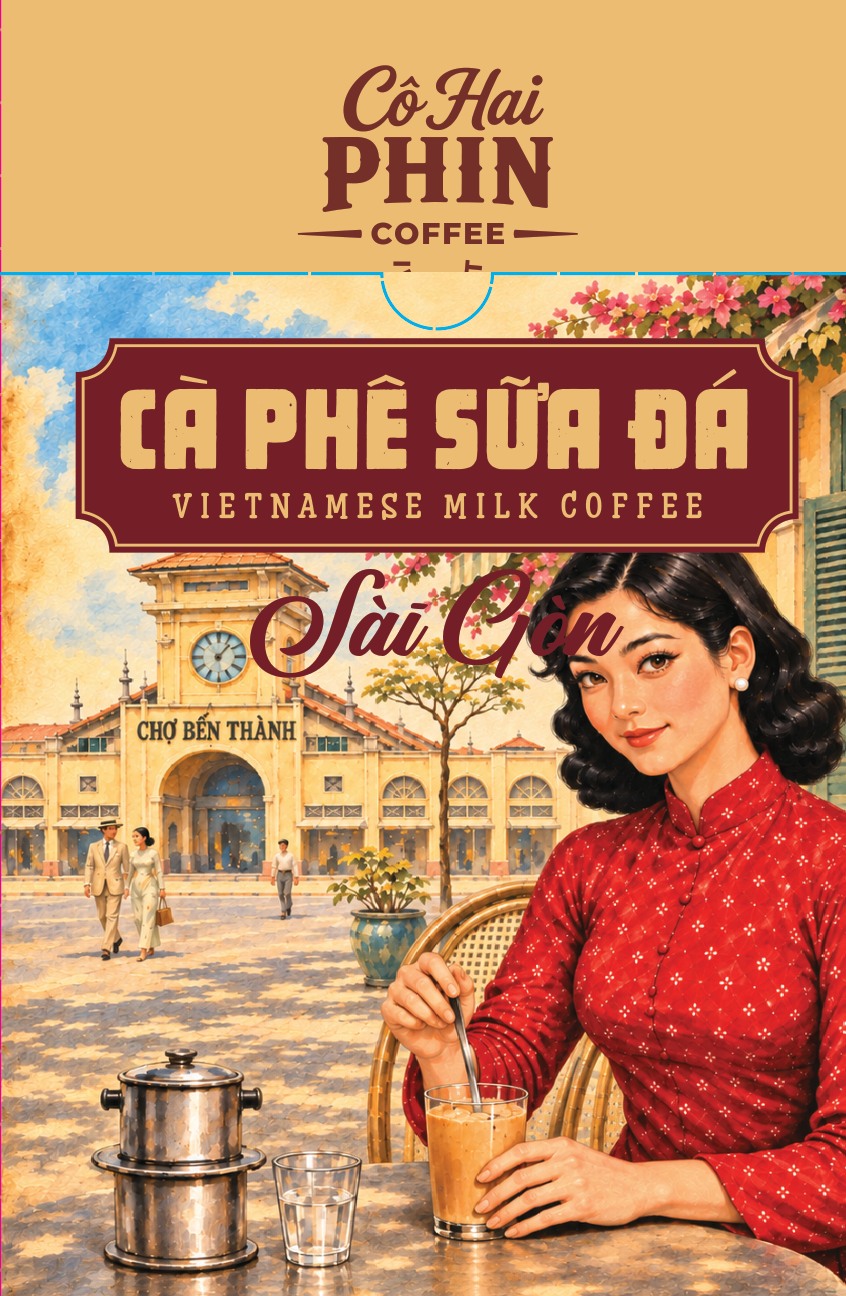 Cô Hai
PHIN
COFFEE
CÀ PHÊ SỮA ĐÁ
VIETNAMESE MILK COFFEE
Sài Gòn
CHỢ BẾN THÀNH